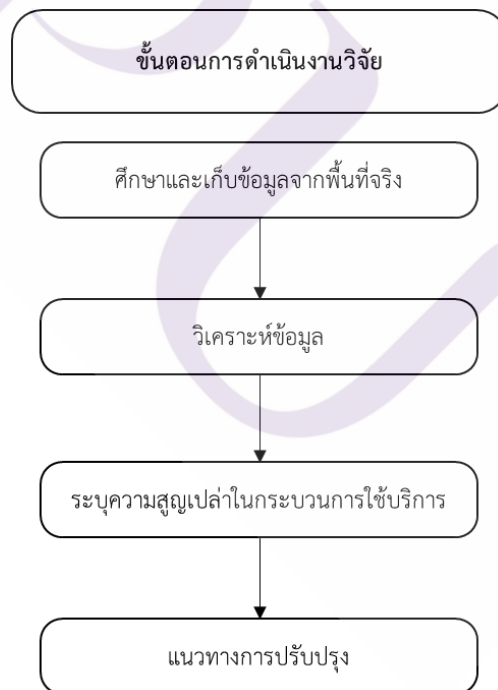 ขั้นตอนการดำเนินงานวิจัย
ศึกษาและเก็บข้อมูลจากพื้นที่จริง
วิเคราะห์ข้อมูล
ระบุความสูญเปล่าในกระบวนการใช้บริการ
แนวทางการปรับปรุง